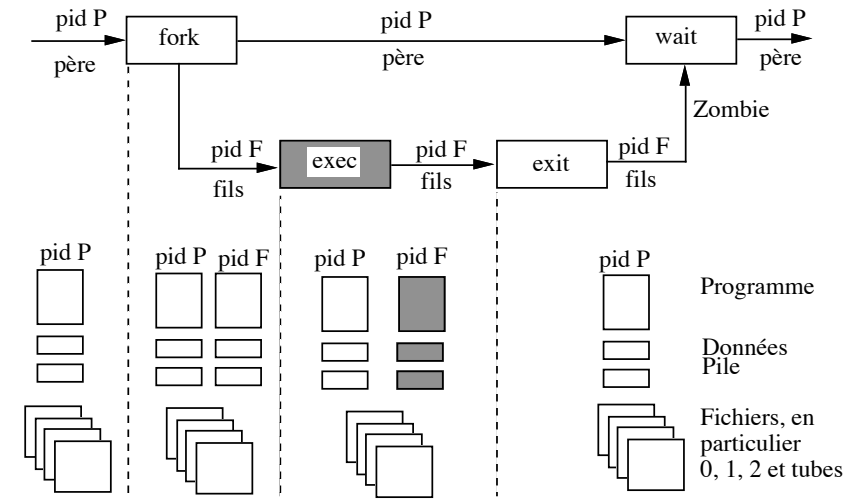 pid P pid P pid P
fork wait
père père père
Zombie
pid F pid F pid F
exec exit
fils fils fils
pid P pid P pid F pid P pid F pid P
Programme
Données
Pile
Fichiers, en
particulier
0, 1, 2 et tubes